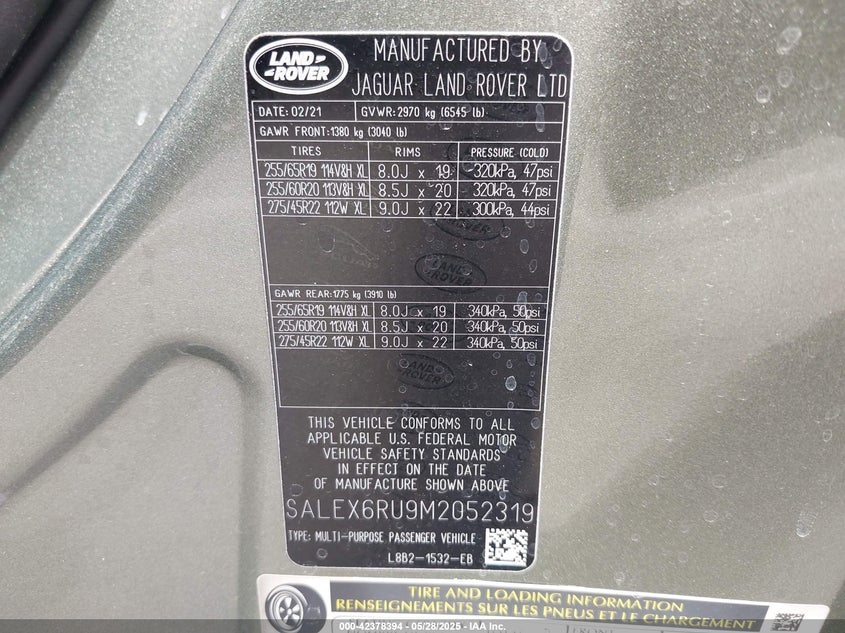 LAND ROVER
MANUFACTURED BY
JAGUAR LAND ROVER LTD
DATE: 02/21 GVWR: 2970 kg (6545 lb)
GAWR FRONT: 1380 kg (3040 lb)
TIRES RIMS PRESSURE (COLD)
255/65R19 114V&H XL 8.0J x 19 320kPa, 47psi
255/60R20 113V&H XL 8.5J x 20 320kPa, 47psi
275/45R22 112W XL 9.0J x 22 300kPa, 44psi
GAWR REAR: 1775 kg (3910 lb)
255/65R19 114V&H XL 8.0J x 19 340kPa, 50psi
255/60R20 113V&H XL 8.5J x 20 340kPa, 50psi
275/45R22 112W XL 9.0J x 22 340kPa, 50psi
LAND ROVER
THIS VEHICLE CONFORMS TO ALL
APPLICABLE U.S. FEDERAL MOTOR
VEHICLE SAFETY STANDARDS
IN EFFECT ON THE DATE
OF MANUFACTURE SHOWN ABOVE
SALEX6RU9M2052319
TYPE: MULTI-PURPOSE PASSENGER VEHICLE
L8B2-1532-EB
TIRE AND LOADING INFORMATION
RENSEIGNEMENTS SUR LES PNEUS ET LE CHARGEMENT
000-42378394 - 05/28/2025 - IAA Inc.